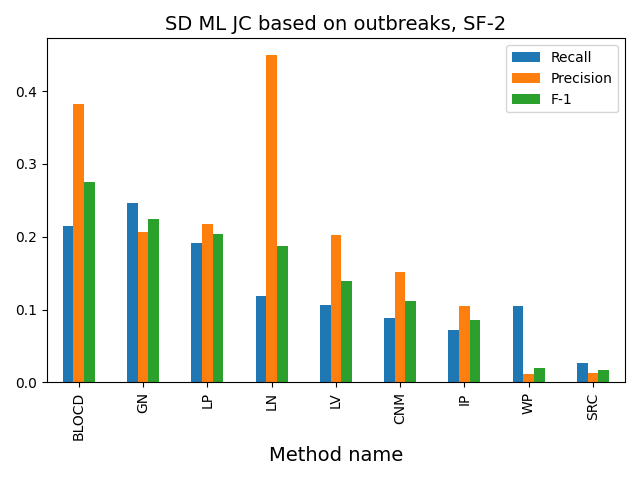 SD ML JC based on outbreaks, SF-2
Recall
Precision
F-1
0.4
0.3
0.2
0.1
0.0
BLOCD
GN
LP
LN
LV
CNM
IP
WP
SRC
Method name